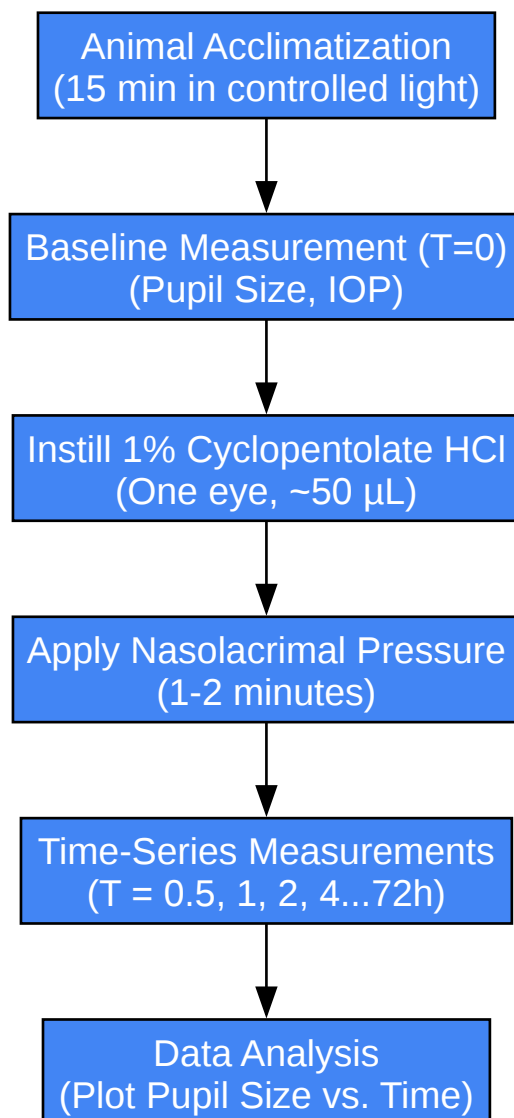 Animal Acclimatization
(15 min in controlled light)
Baseline Measurement (T=0)
(Pupil Size, IOP)
Instill 1% Cyclopentolate HCl
(One eye, ~50 µL)
Apply Nasolacrimal Pressure
(1-2 minutes)
Time-Series Measurements
(T = 0.5, 1, 2, 4...72h)
Data Analysis
(Plot Pupil Size vs. Time)